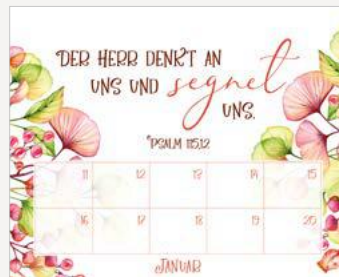 DER HERR DENKT AN
UNS UND segnet
UNS.
*PSALM 115,12
11 12 13 14 15
16 17 18 19 20
JANUAR